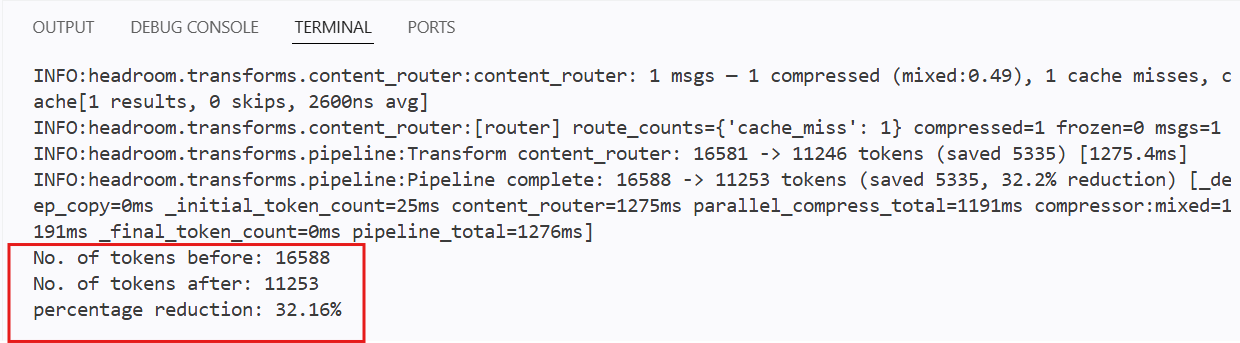 OUTPUT DEBUG CONSOLE TERMINAL PORTS
INFO:headroom.transforms.content_router:content_router: 1 msgs — 1 compressed (mixed:0.49), 1 cache misses, c
ache[1 results, 0 skips, 2600ns avg]
INFO:headroom.transforms.content_router:[router] route_counts={'cache_miss': 1} compressed=1 frozen=0 msgs=1
INFO:headroom.transforms.pipeline:Transform content_router: 16581 -> 11246 tokens (saved 5335) [1275.4ms]
INFO:headroom.transforms.pipeline:Pipeline complete: 16588 -> 11253 tokens (saved 5335, 32.2% reduction) [_de
ep_copy=0ms _initial_token_count=25ms content_router=1275ms parallel_compress_total=1191ms compressor:mixed=1
191ms _final_token_count=0ms pipeline_total=1276ms]
No. of tokens before: 16588
No. of tokens after: 11253
percentage reduction: 32.16%